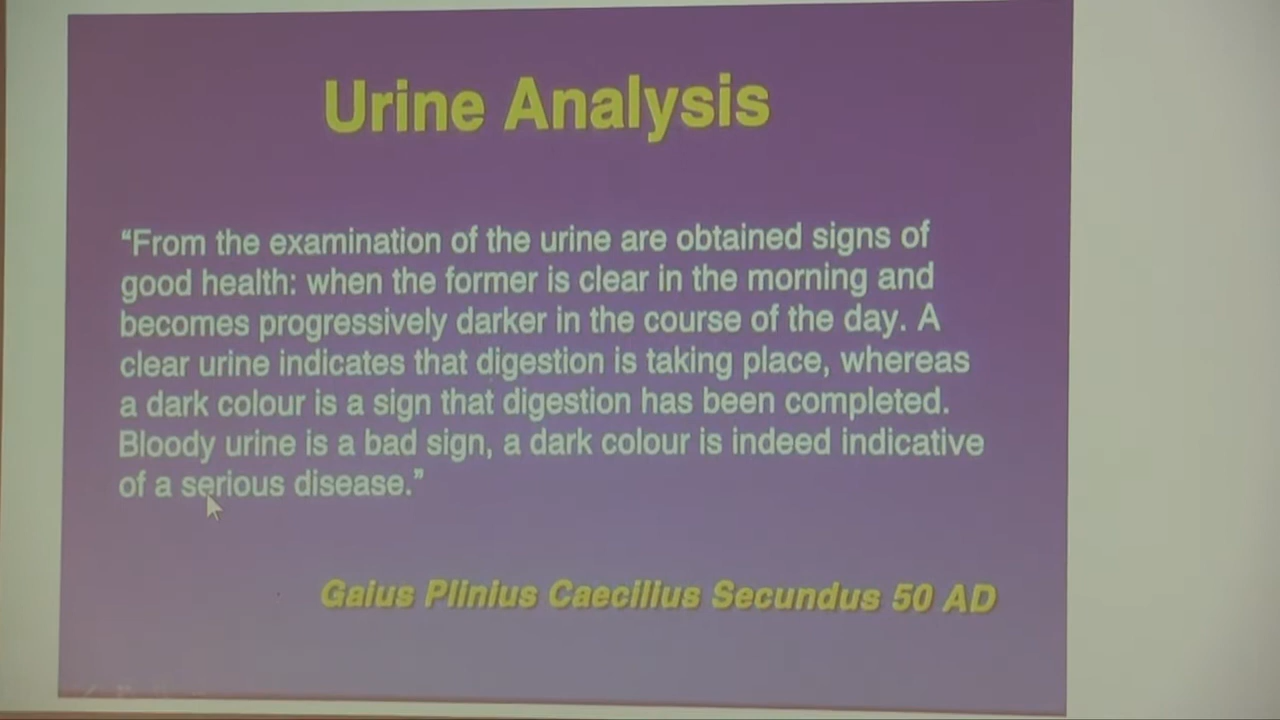 Urine Analysis
“From the examination of the urine are obtained signs of
good health: when the former is clear in the morning and
becomes progressively darker in the course of the day. A
clear urine indicates that digestion is taking place, whereas
a dark colour is a sign that digestion has been completed.
Bloody urine is a bad sign, a dark colour is indeed indicative
of a serious disease.”
Gaius Plinius Caecilius Secundus 50 AD